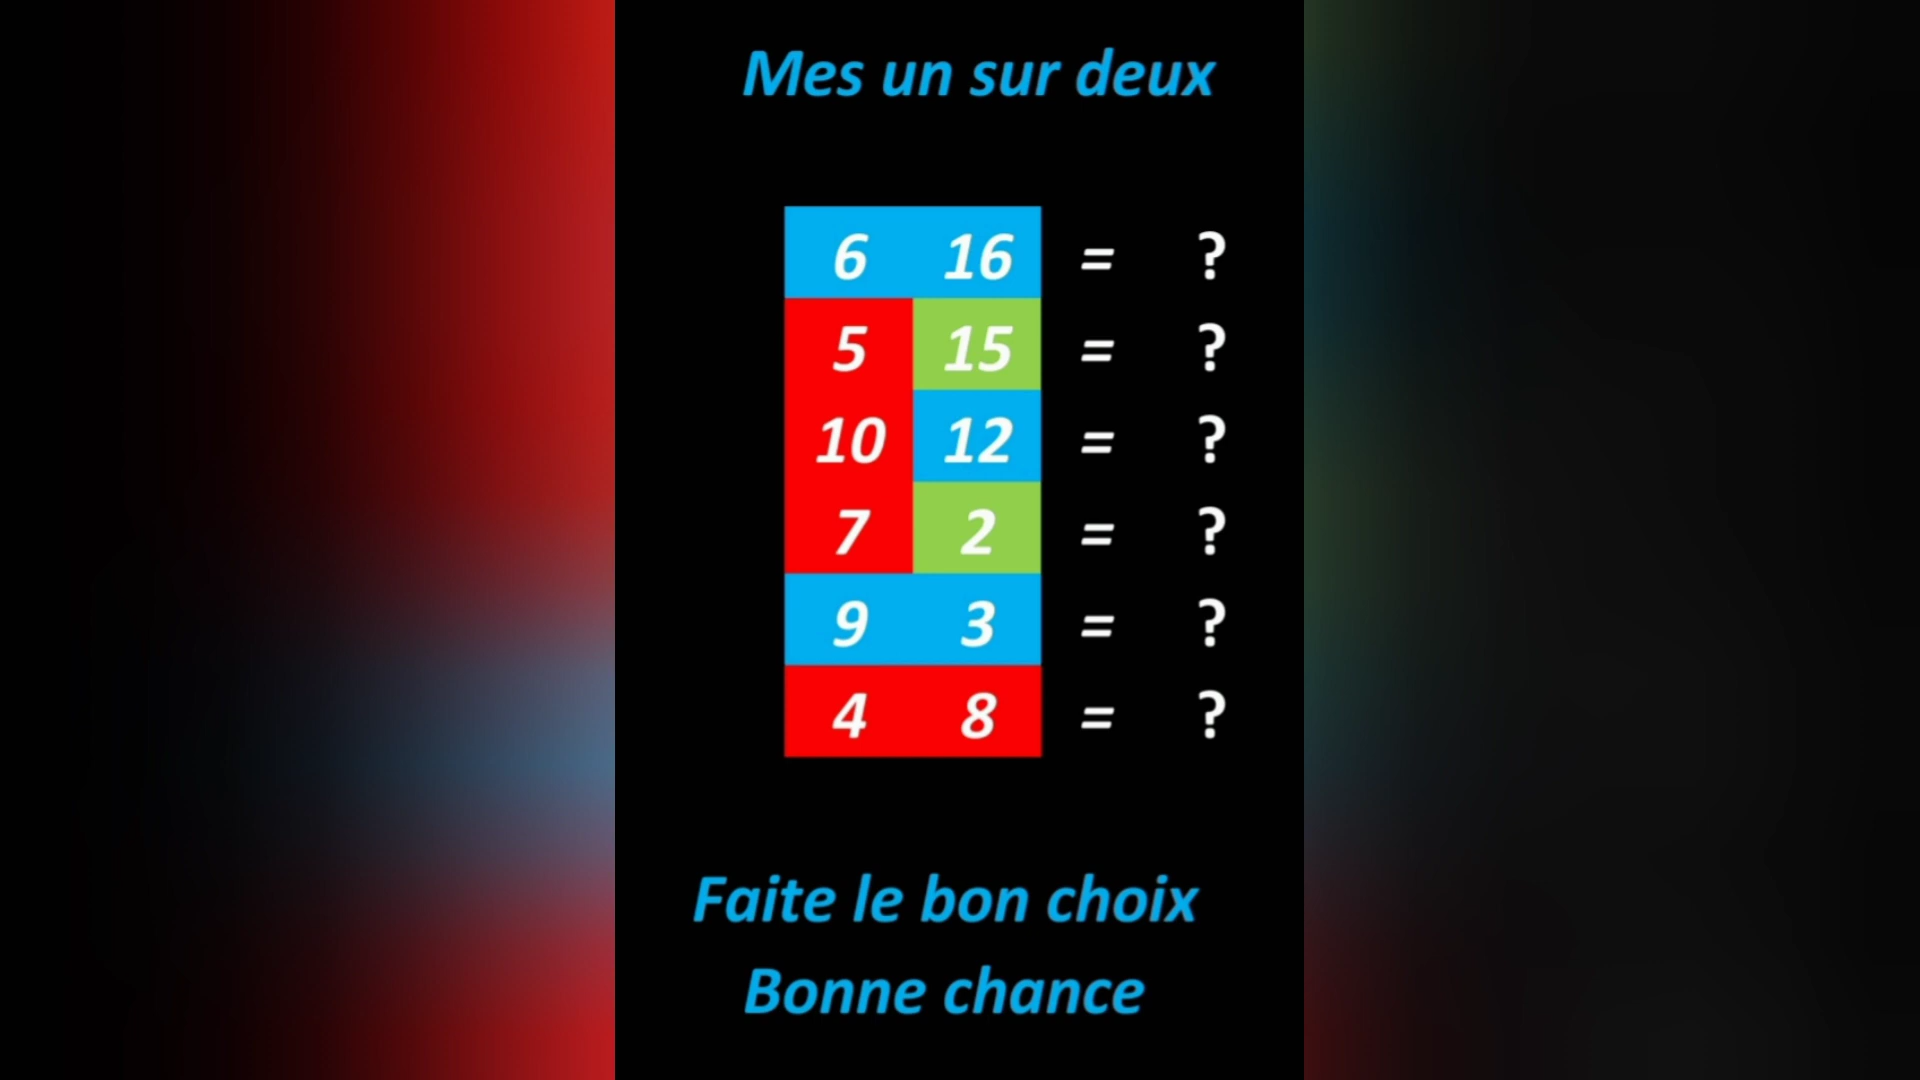 Mes un sur deux
6 16 = ?
5 15 = ?
10 12 = ?
7 2 = ?
9 3 = ?
4 8 = ?
Faite le bon choix
Bonne chance